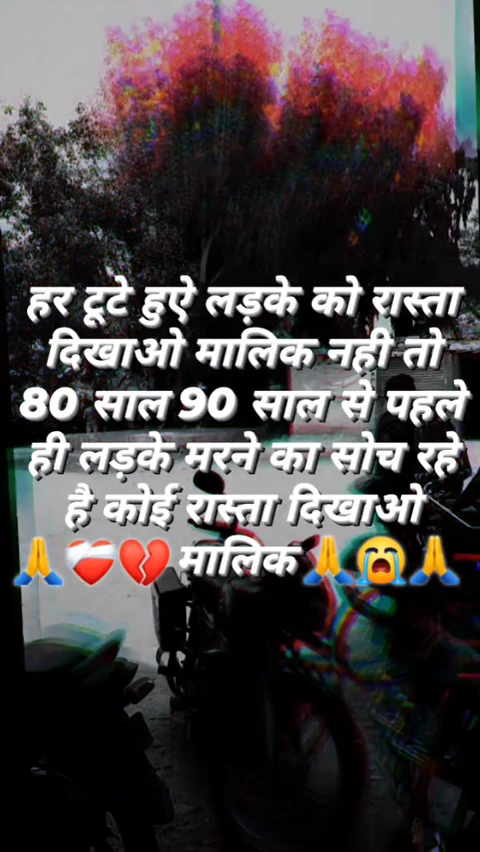 हर टूटे हुऐ लड़के को रास्ता
दिखाओ मालिक नही तो
80 साल 90 साल से पहले
ही लड़के मरने का सोच रहे
है कोई रास्ता दिखाओ
🙏❤️‍🩹💔 मालिक 🙏😭🙏